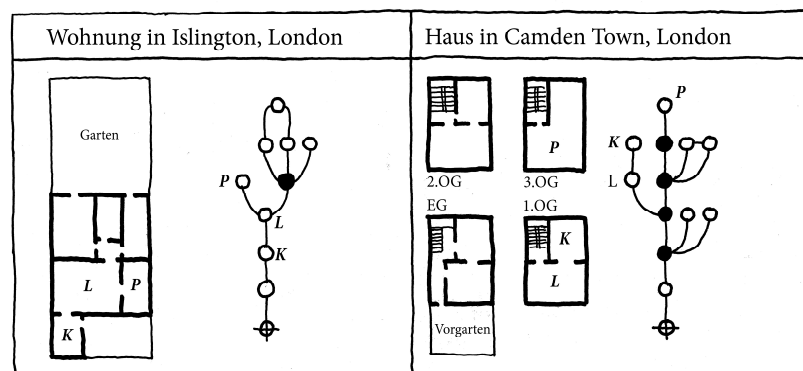 Wohnung in Islington, London
Haus in Camden Town, London
Garten
P
L
K
L
P
K
P
2.OG
3.OG
EG
1.OG
K
L
Vorgarten
P
K
L